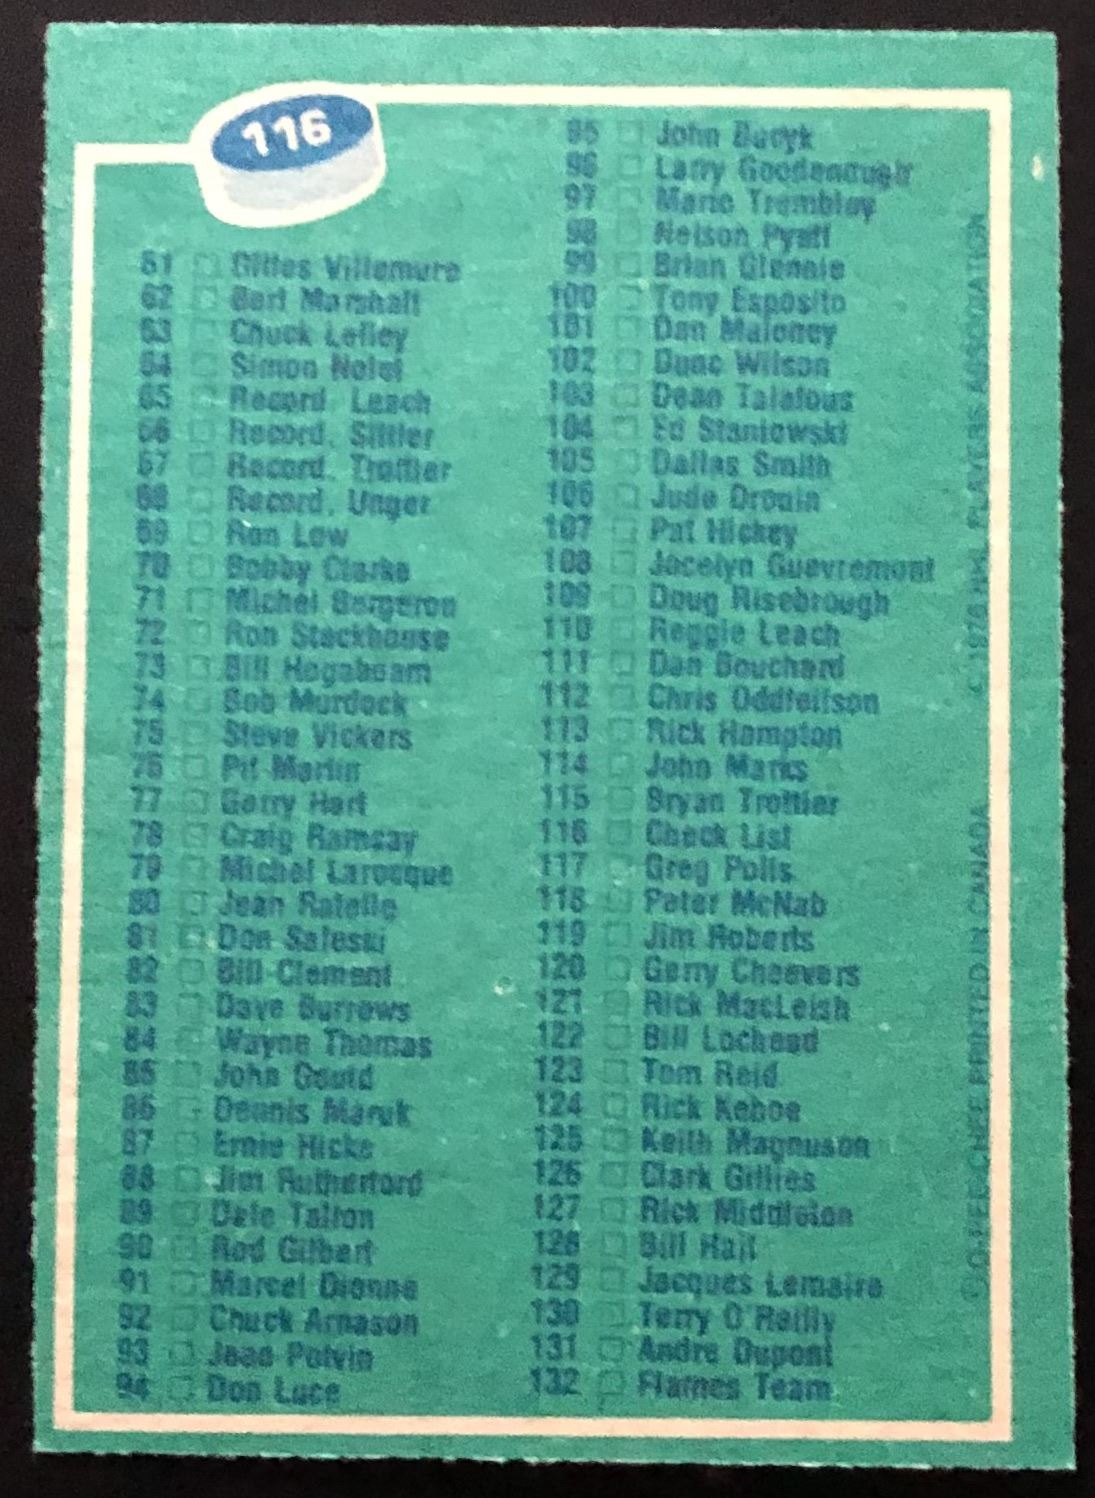 116
61 Gilles Villemure
62 Bert Marshall
63 Chuck Lefley
64 Simon Nolet
65 Record. Leach
66 Record. Sittler
67 Record. Trottier
68 Record. Unger
69 Ron Low
70 Bobby Clarke
71 Michel Bergeron
72 Ron Stackhouse
73 Bill Hogaboam
74 Bob Murdock
75 Steve Vickers
76 Pit Martin
77 Gerry Hart
78 Craig Ramsay
79 Michel Larocque
80 Jean Ratelle
81 Don Saleski
82 Bill Clement
83 Dave Burrows
84 Wayne Thomas
85 John Gould
86 Dennis Maruk
87 Ernie Hicke
88 Jim Rutherford
89 Dale Tallon
90 Rod Gilbert
91 Marcel Dionne
92 Chuck Arnason
93 Jean Potvin
94 Don Luce
95 John Bucyk
96 Larry Goodenough
97 Mario Tremblay
98 Nelson Pyatt
99 Brian Glennie
100 Tony Esposito
101 Dan Maloney
102 Dunc Wilson
103 Dean Talafous
104 Ed Staniowski
105 Dallas Smith
106 Jude Drouin
107 Pat Hickey
108 Jocelyn Guevremont
109 Doug Risebrough
110 Reggie Leach
111 Dan Bouchard
112 Chris Oddleifson
113 Rick Hampton
114 John Marks
115 Bryan Trottier
116 Check List
117 Greg Polis
118 Peter McNab
119 Jim Roberts
120 Gerry Cheevers
121 Rick MacLeish
122 Bill Lochead
123 Tom Reid
124 Rick Kehoe
125 Keith Magnuson
126 Clark Gillies
127 Rick Middleton
128 Bill Hajt
129 Jacques Lemaire
130 Terry O'Reilly
131 Andre Dupont
132 Flames Team
© O-PEE-CHEE PRINTED IN CANADA
© 1976 NHL PLAYERS ASSOCIATION